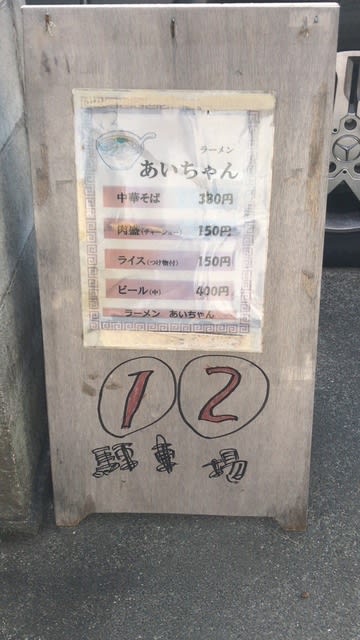 ラーメン
あいちゃん
中華そば 380円
肉盛(チャーシュー) 150円
ライス(つけ物付) 150円
ビール(中) 400円
ラーメン あいちゃん
1 2
駐車場